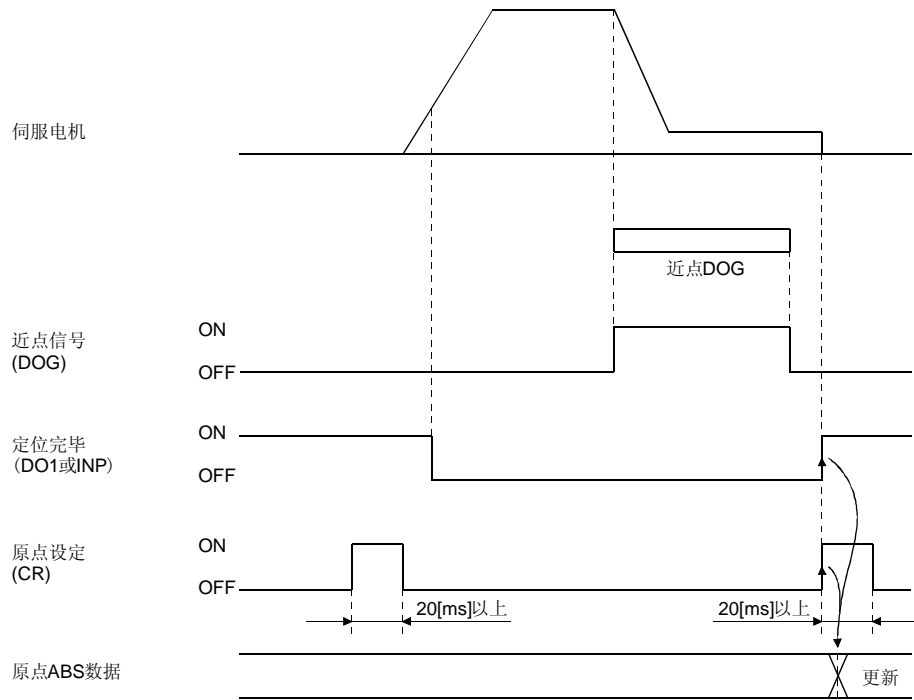 伺服电机
近点DOG
近点信号
(DOG)
ON
OFF
定位完毕
（DO1或INP）
ON
OFF
原点设定
(CR)
ON
OFF
20[ms]以上
20[ms]以上
原点ABS数据
更新